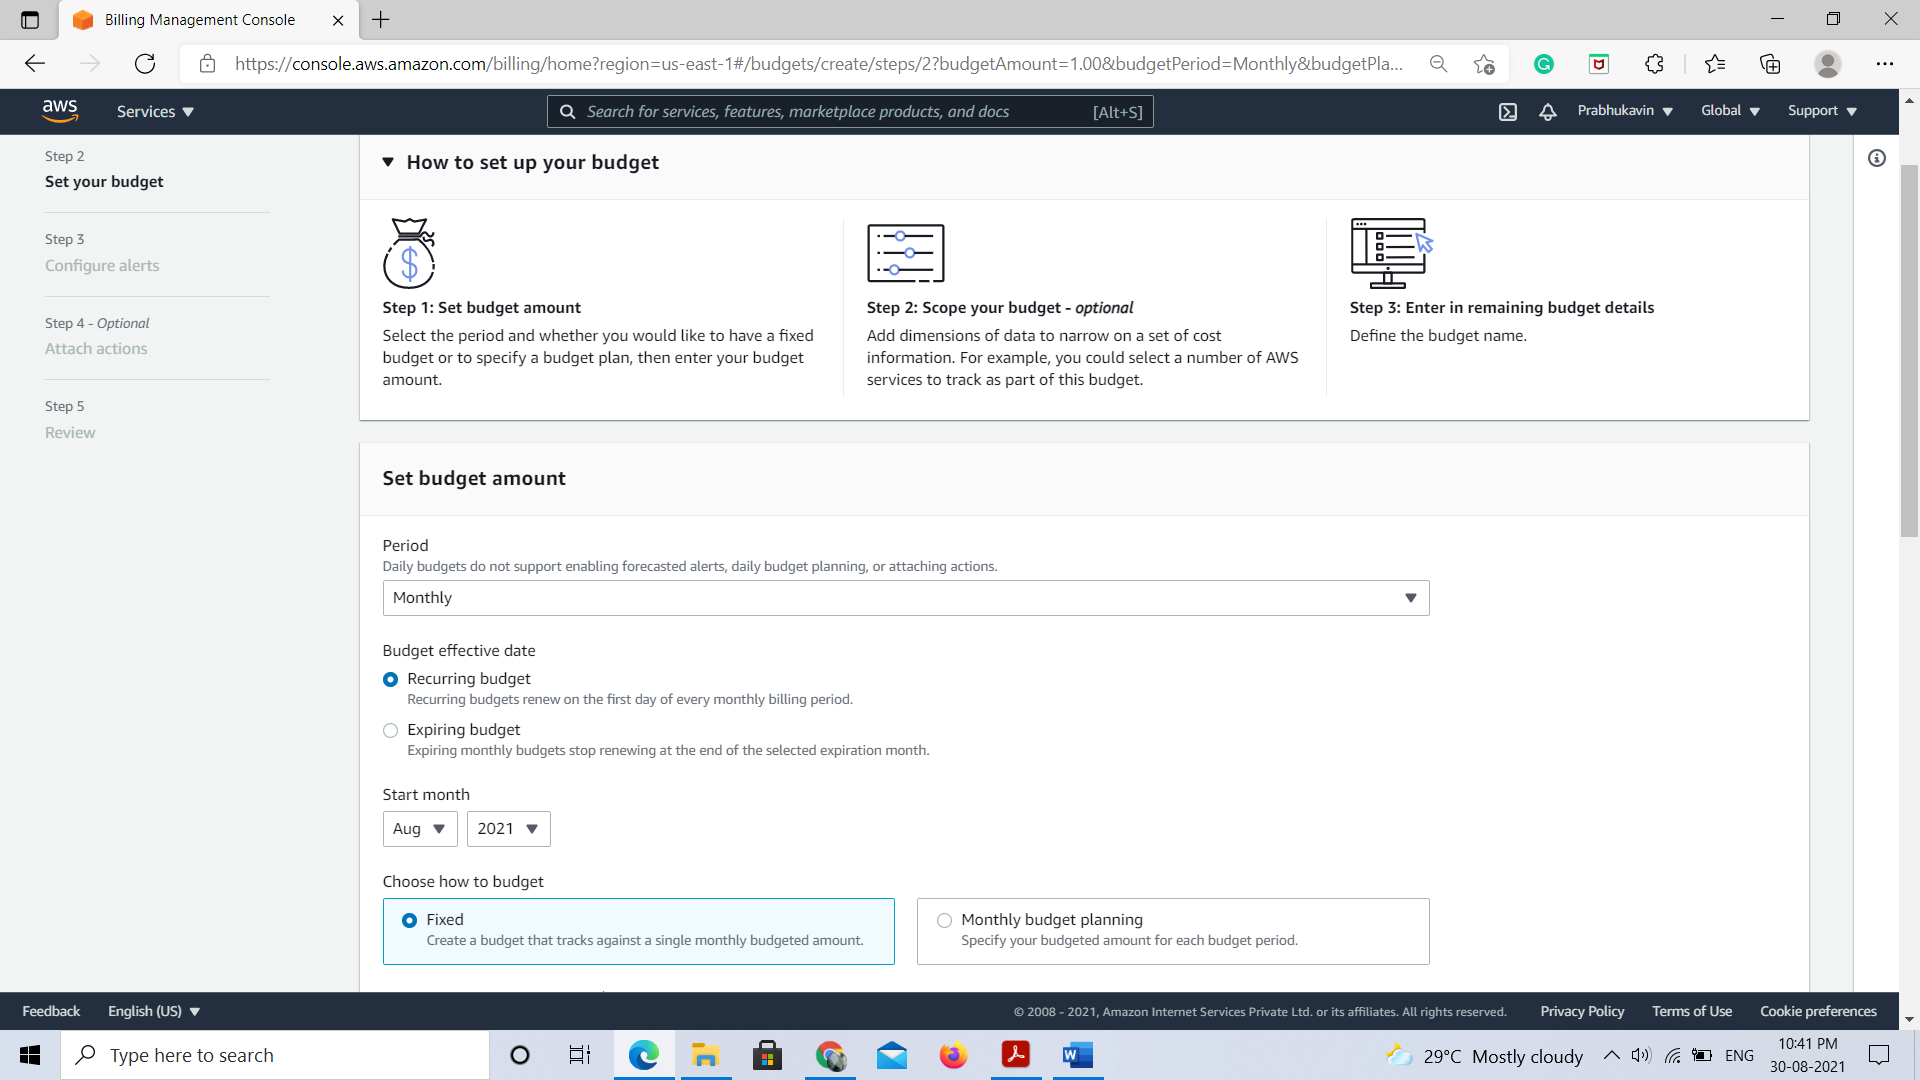 Billing Management Console
https://console.aws.amazon.com/billing/home?region=us-east-1#/budgets/create/steps/2?budgetAmount=1.00&budgetPeriod=Monthly&budgetPla...
aws
Services
Search for services, features, marketplace products, and docs [Alt+S]
Prabhukavin
Global
Support
Step 2
Set your budget
Step 3
Configure alerts
Step 4 - Optional
Attach actions
Step 5
Review
How to set up your budget
Step 1: Set budget amount
Select the period and whether you would like to have a fixed
budget or to specify a budget plan, then enter your budget
amount.
Step 2: Scope your budget - optional
Add dimensions of data to narrow on a set of cost
information. For example, you could select a number of AWS
services to track as part of this budget.
Step 3: Enter in remaining budget details
Define the budget name.
Set budget amount
Period
Daily budgets do not support enabling forecasted alerts, daily budget planning, or attaching actions.
Monthly
Budget effective date
Recurring budget
Recurring budgets renew on the first day of every monthly billing period.
Expiring budget
Expiring monthly budgets stop renewing at the end of the selected expiration month.
Start month
Aug
2021
Choose how to budget
Fixed
Create a budget that tracks against a single monthly budgeted amount.
Monthly budget planning
Specify your budgeted amount for each budget period.
Feedback
English (US)
© 2008 - 2021, Amazon Internet Services Private Ltd. or its affiliates. All rights reserved.
Privacy Policy
Terms of Use
Cookie preferences
Type here to search
29°C Mostly cloudy
ENG
10:41 PM
30-08-2021